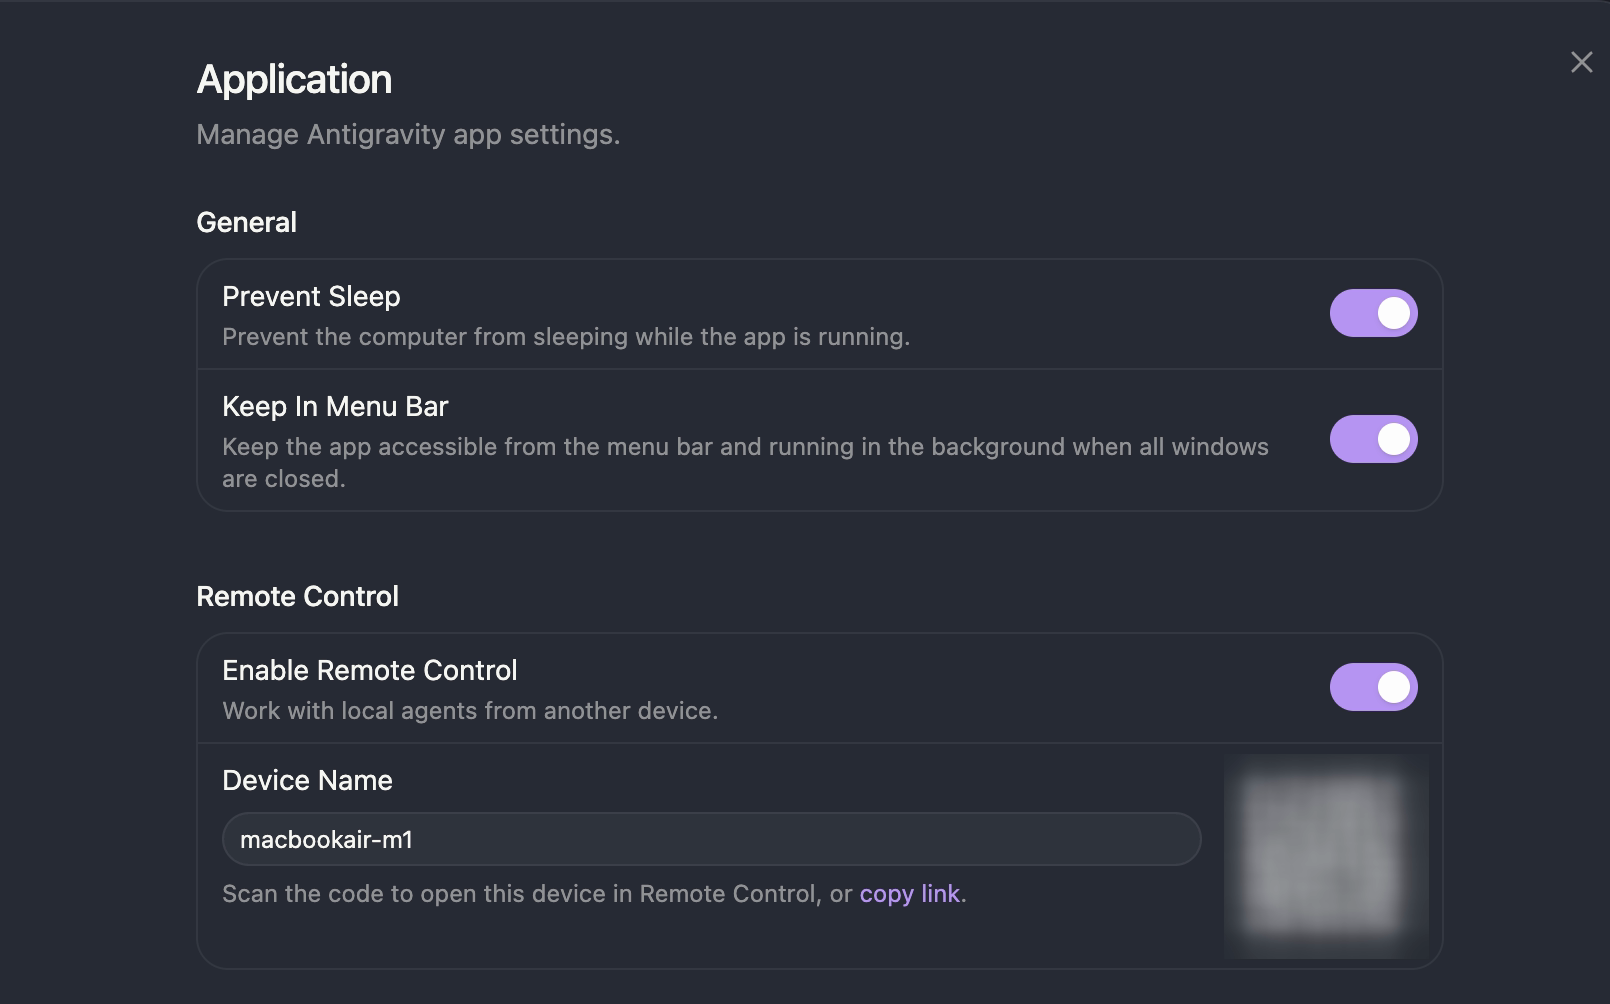 Application
Manage Antigravity app settings.
General
Prevent Sleep
Prevent the computer from sleeping while the app is running.
Keep In Menu Bar
Keep the app accessible from the menu bar and running in the background when all windows
are closed.
Remote Control
Enable Remote Control
Work with local agents from another device.
Device Name
macbookair-m1
Scan the code to open this device in Remote Control, or copy link.